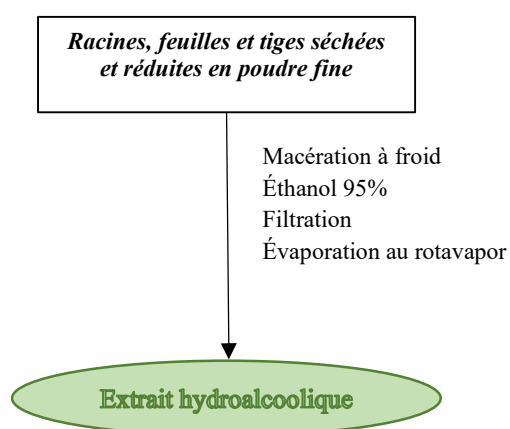 Racines, feuilles et tiges séchées
et réduites en poudre fine
Macération à froid
Éthanol 95%
Filtration
Évaporation au rotavapor
Extrait hydroalcoolique